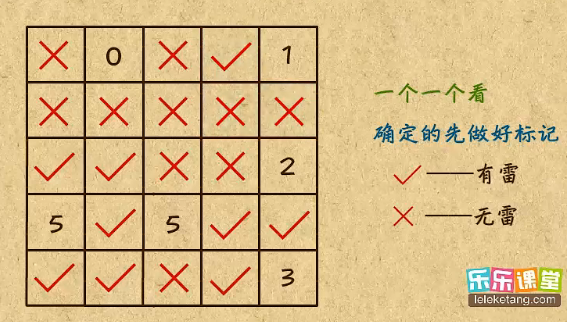 0 1
一个一个看
确定的先做好标记
2
有雷
5 5
无雷
3
乐乐课堂
leleketang.com